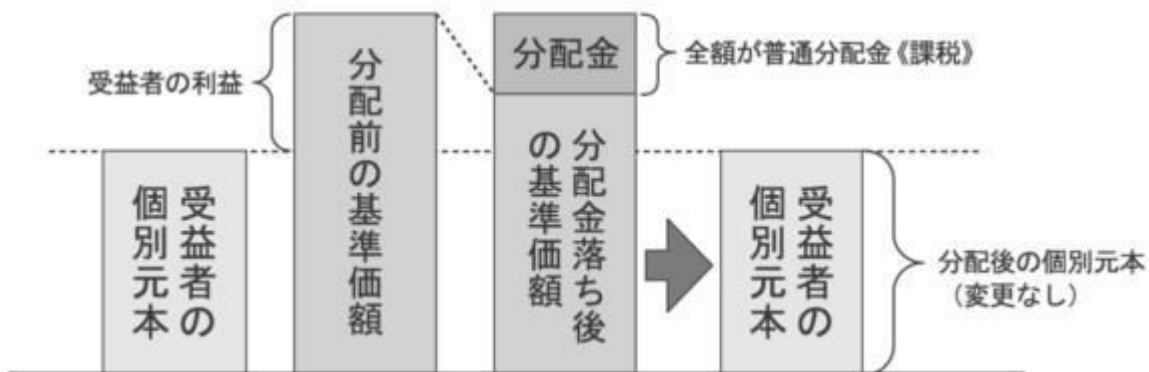 受益者の利益
受益者の
個別元本
分配前の基準価額
分配金
分配金落ち後
の基準価額
全額が普通分配金《課税》
受益者の
個別元本
分配後の個別元本
（変更なし）